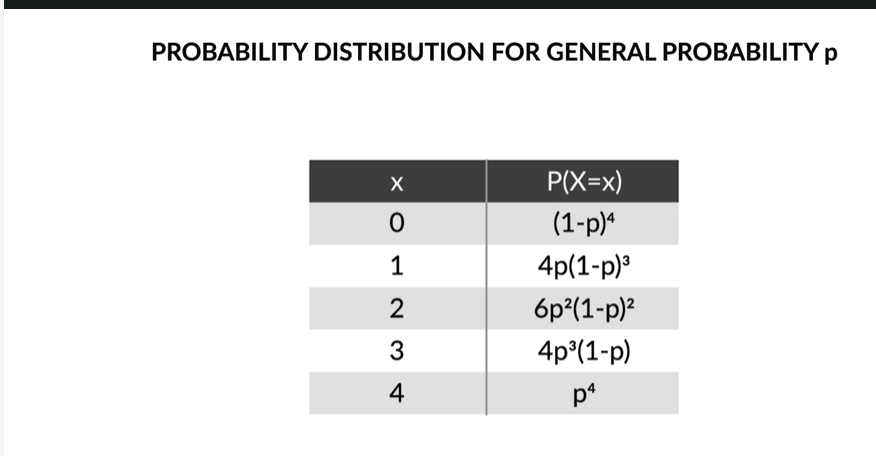 PROBABILITY DISTRIBUTION FOR GENERAL PROBABILITY p
x P(X=x)
0 (1-p)⁴
1 4p(1-p)³
2 6p²(1-p)²
3 4p³(1-p)
4 p⁴